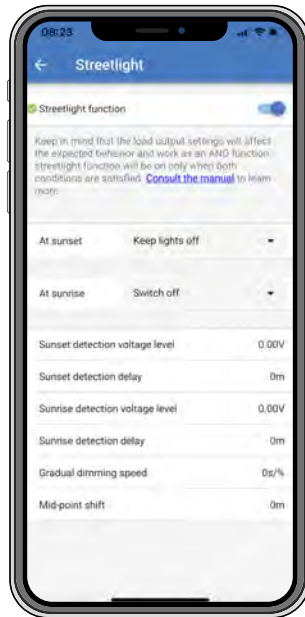 08:23
Streetlight
Streetlight function
Keep in mind that the load output settings will affect
the expected behavior and work as an AND function
streetlight function will be on only when both
conditions are satisfied. Consult the manual to learn
more.
At sunset Keep lights off
At sunrise Switch off
Sunset detection voltage level 0.00V
Sunset detection delay 0m
Sunrise detection voltage level 0.00V
Sunrise detection delay 0m
Gradual dimming speed 0s/%
Mid-point shift 0m